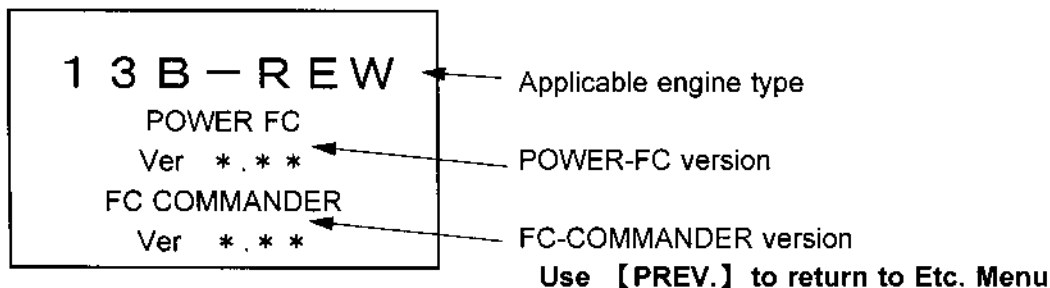 13B-REW
Applicable engine type
POWER FC
Ver *.**
POWER-FC version
FC COMMANDER
Ver *.**
FC-COMMANDER version
Use 【PREV.】 to return to Etc. Menu